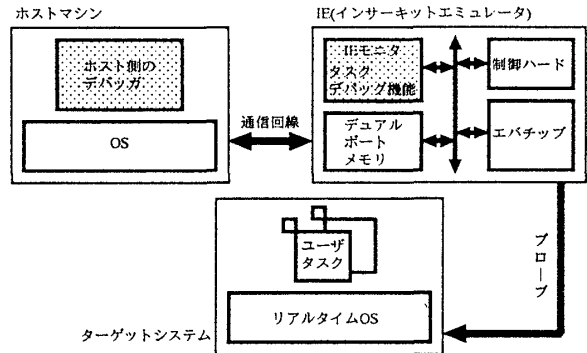 ホストマシン
IE(インサーキットエミュレータ)
ホスト側の
デバッガ
OS
通信回線
IEモニタ
タスク
デバッグ機能
デュアル
ポート
メモリ
制御ハード
エバチップ
プローブ
ユーザ
タスク
リアルタイムOS
ターゲットシステム